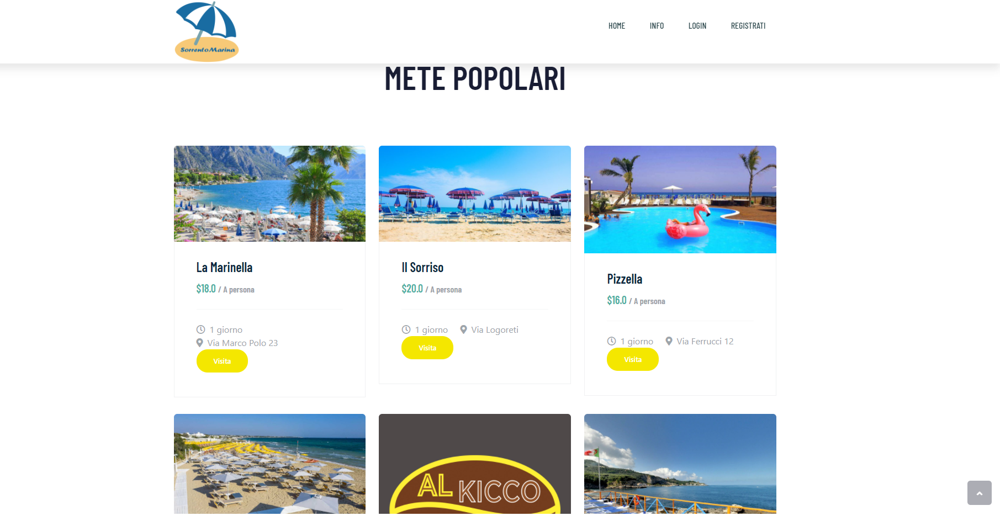 SorrentoMarina
HOME INFO LOGIN REGISTRATI
METE POPOLARI
La Marinella
$18.0 / A persona
1 giorno
Via Marco Polo 23
Visita
Il Sorriso
$20.0 / A persona
1 giorno Via Logoreti
Visita
Pizzella
$16.0 / A persona
1 giorno Via Ferrucci 12
Visita
AL KICCO